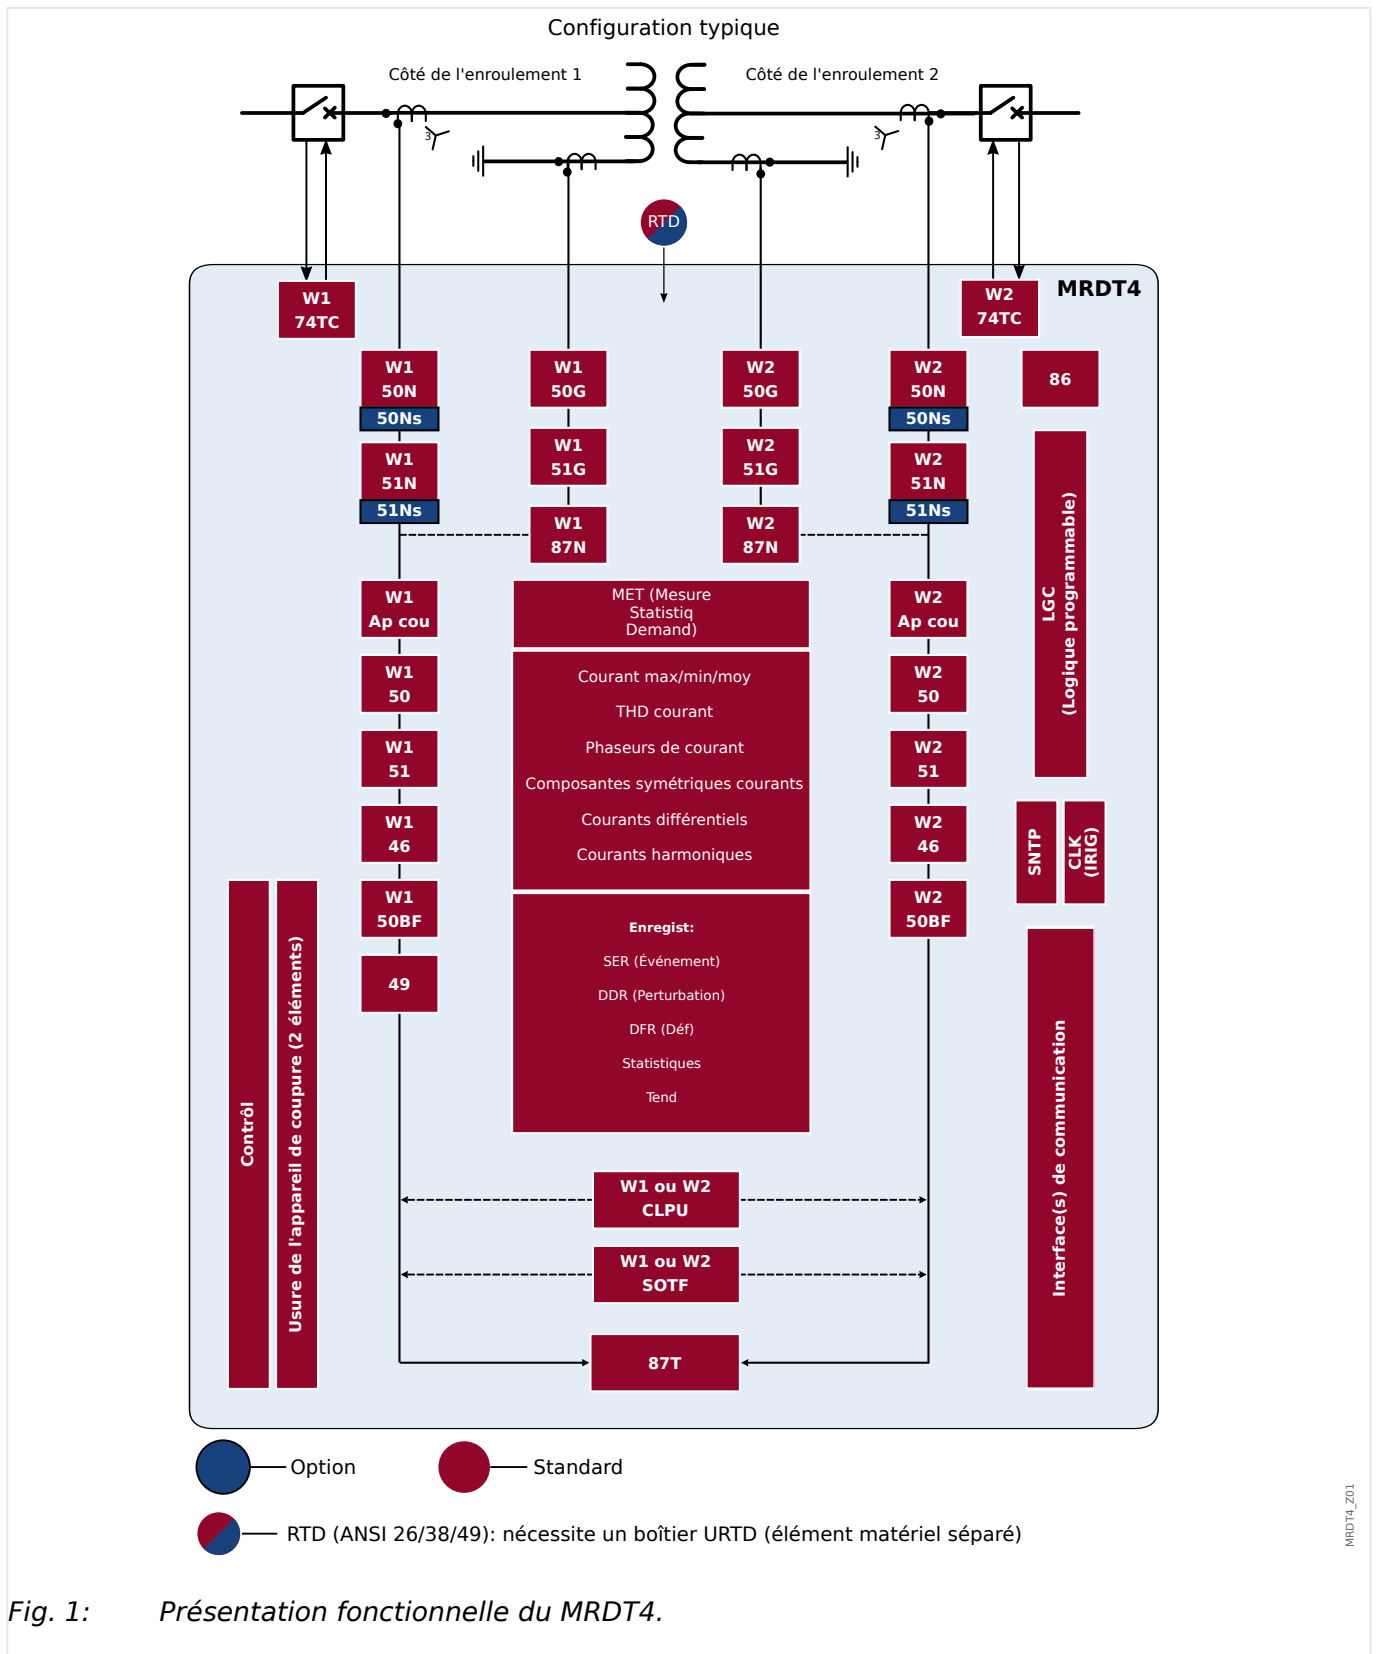 Configuration typique
Côté de l'enroulement 1
Côté de l'enroulement 2
3
3
RTD
MRDT4
W1
74TC
W2
74TC
W1
50N
50Ns
W1
50G
W2
50G
W2
50N
50Ns
86
W1
51N
51Ns
W1
51G
W2
51G
W2
51N
51Ns
W1
87N
W2
87N
LGC
(Logique programmable)
W1
Ap cou
MET (Mesure
Statistiq
Demand)
W2
Ap cou
W1
50
W2
50
Courant max/min/moy
THD courant
Phaseurs de courant
Composantes symétriques courants
Courants différentiels
Courants harmoniques
W1
51
W2
51
W1
46
W2
46
SNTP
CLK
(IRIG)
W1
50BF
W2
50BF
49
Enregist:
SER (Événement)
DDR (Perturbation)
DFR (Déf)
Statistiques
Tend
Contrôl
Usure de l'appareil de coupure (2 éléments)
Interface(s) de communication
W1 ou W2
CLPU
W1 ou W2
SOTF
87T
Option
Standard
RTD (ANSI 26/38/49): nécessite un boîtier URTD (élément matériel séparé)
MRDT4_Z01
Fig. 1: Présentation fonctionnelle du MRDT4.